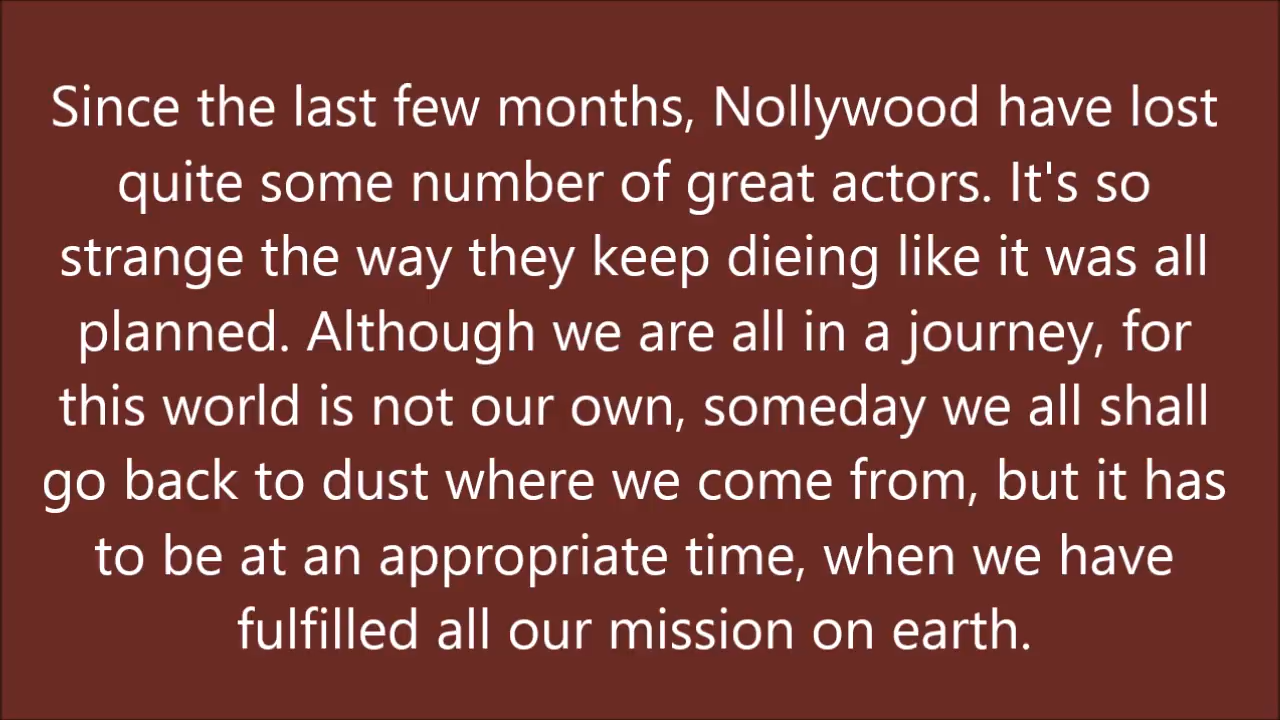 Since the last few months, Nollywood have lost
quite some number of great actors. It's so
strange the way they keep dieing like it was all
planned. Although we are all in a journey, for
this world is not our own, someday we all shall
go back to dust where we come from, but it has
to be at an appropriate time, when we have
fulfilled all our mission on earth.